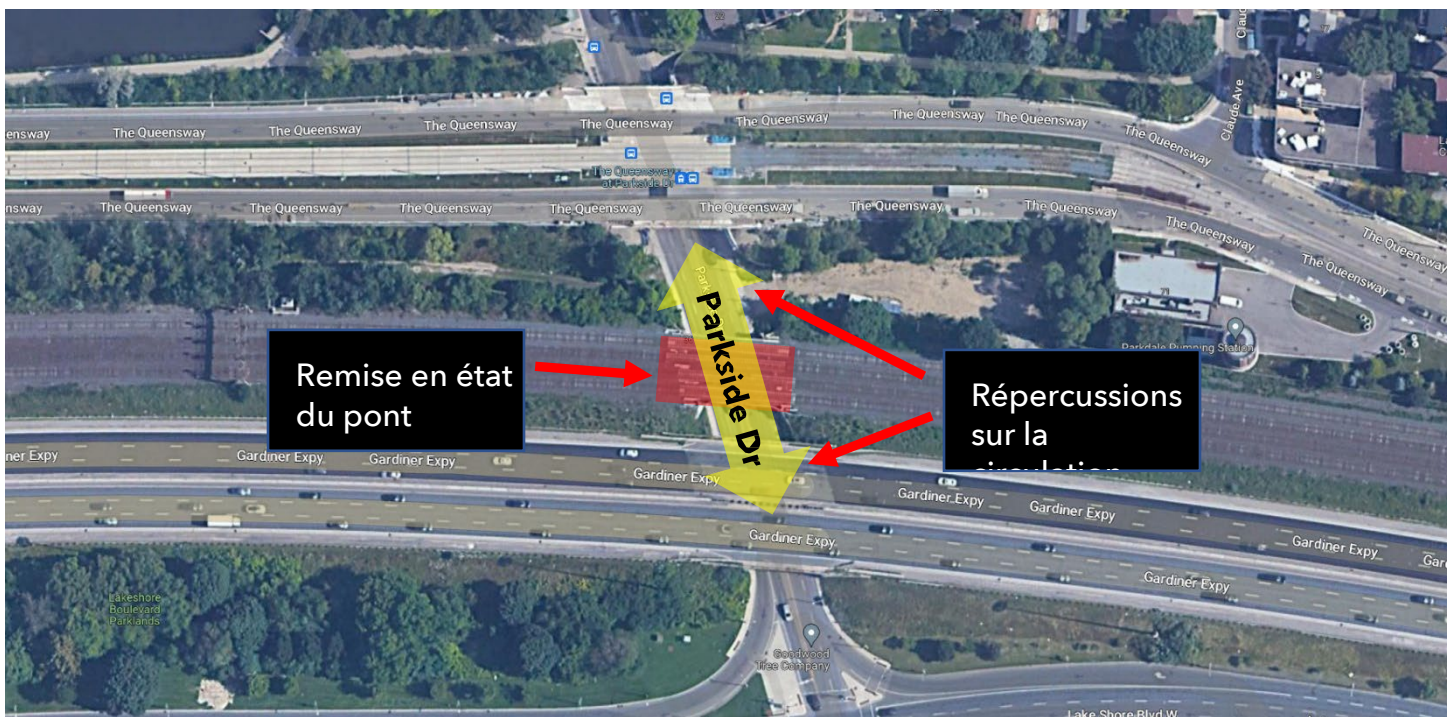 Claude Ave
The Queensway
The Queensway
The Queensway
The Queensway
The Queensway
The Queensway
The Queensway
The Queensway
The Queensway
at Parkside Dr
The Queensway
The Queensway
The Queensway
The Queensway
The Queensway
The Queensway
The Queensway
The Queensway
The Queensway
The Queensway
Parkside Dr
Parkdale Pumping Station
Remise en état
du pont
Répercussions
sur la
circulation
Gardiner Expy
Gardiner Expy
Gardiner Expy
Gardiner Expy
Gardiner Expy
Gardiner Expy
Gardiner Expy
Gardiner Expy
Lakeshore
Boulevard
Parklands
Goodwood
Tree Company
Lake Shore Blvd W